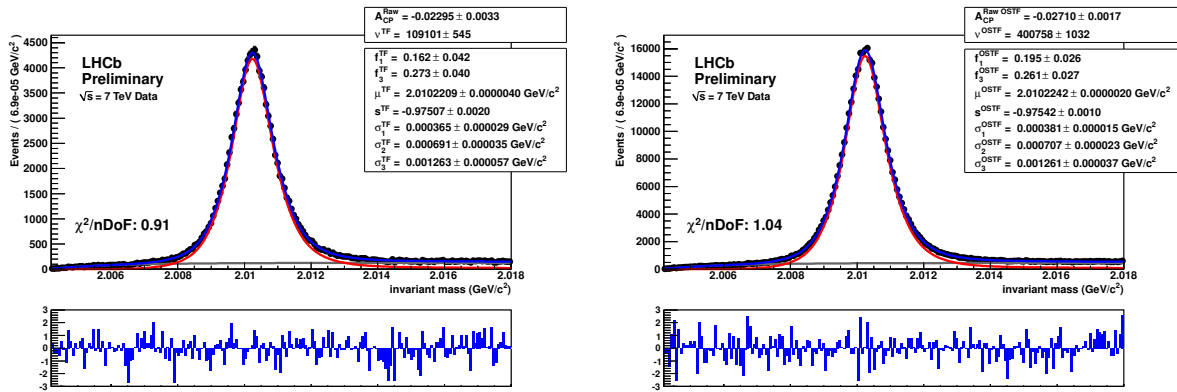 A_CP^Raw = -0.02295 ± 0.0033
ν^TF = 109101 ± 545
f_1^TF = 0.162 ± 0.042
f_3^TF = 0.273 ± 0.040
μ^TF = 2.0102209 ± 0.0000040 GeV/c²
s^TF = -0.97507 ± 0.0020
σ_1^TF = 0.000365 ± 0.000029 GeV/c²
σ_2^TF = 0.000691 ± 0.000035 GeV/c²
σ_3^TF = 0.001263 ± 0.000057 GeV/c²
LHCb
Preliminary
√s = 7 TeV Data
χ²/nDoF: 0.91
Events / ( 6.9e-05 GeV/c² )
4500
4000
3500
3000
2500
2000
1500
1000
500
0
2.006 2.008 2.01 2.012 2.014 2.016 2.018
invariant mass (GeV/c²)
3
2
1
0
-1
-2
-3
A_CP^Raw OSTF = -0.02710 ± 0.0017
ν^OSTF = 400758 ± 1032
f_1^OSTF = 0.195 ± 0.026
f_3^OSTF = 0.261 ± 0.027
μ^OSTF = 2.0102242 ± 0.0000020 GeV/c²
s^OSTF = -0.97542 ± 0.0010
σ_1^OSTF = 0.000381 ± 0.000015 GeV/c²
σ_2^OSTF = 0.000707 ± 0.000023 GeV/c²
σ_3^OSTF = 0.001261 ± 0.000037 GeV/c²
LHCb
Preliminary
√s = 7 TeV Data
χ²/nDoF: 1.04
Events / ( 6.9e-05 GeV/c² )
16000
14000
12000
10000
8000
6000
4000
2000
0
2.006 2.008 2.01 2.012 2.014 2.016 2.018
invariant mass (GeV/c²)
3
2
1
0
-1
-2
-3